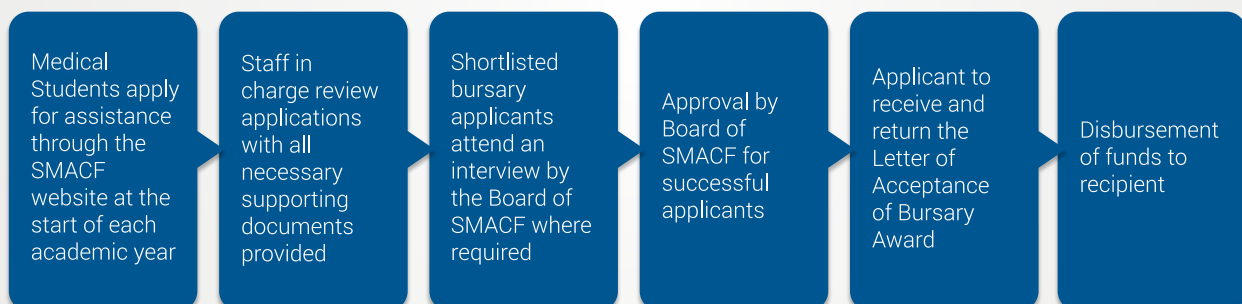 Medical
Students apply
for assistance
through the
SMACF
website at the
start of each
academic year
Staff in
charge review
applications
with all
necessary
supporting
documents
provided
Shortlisted
bursary
applicants
attend an
interview by
the Board of
SMACF where
required
Approval by
Board of
SMACF for
successful
applicants
Applicant to
receive and
return the
Letter of
Acceptance
of Bursary
Award
Disbursement
of funds to
recipient